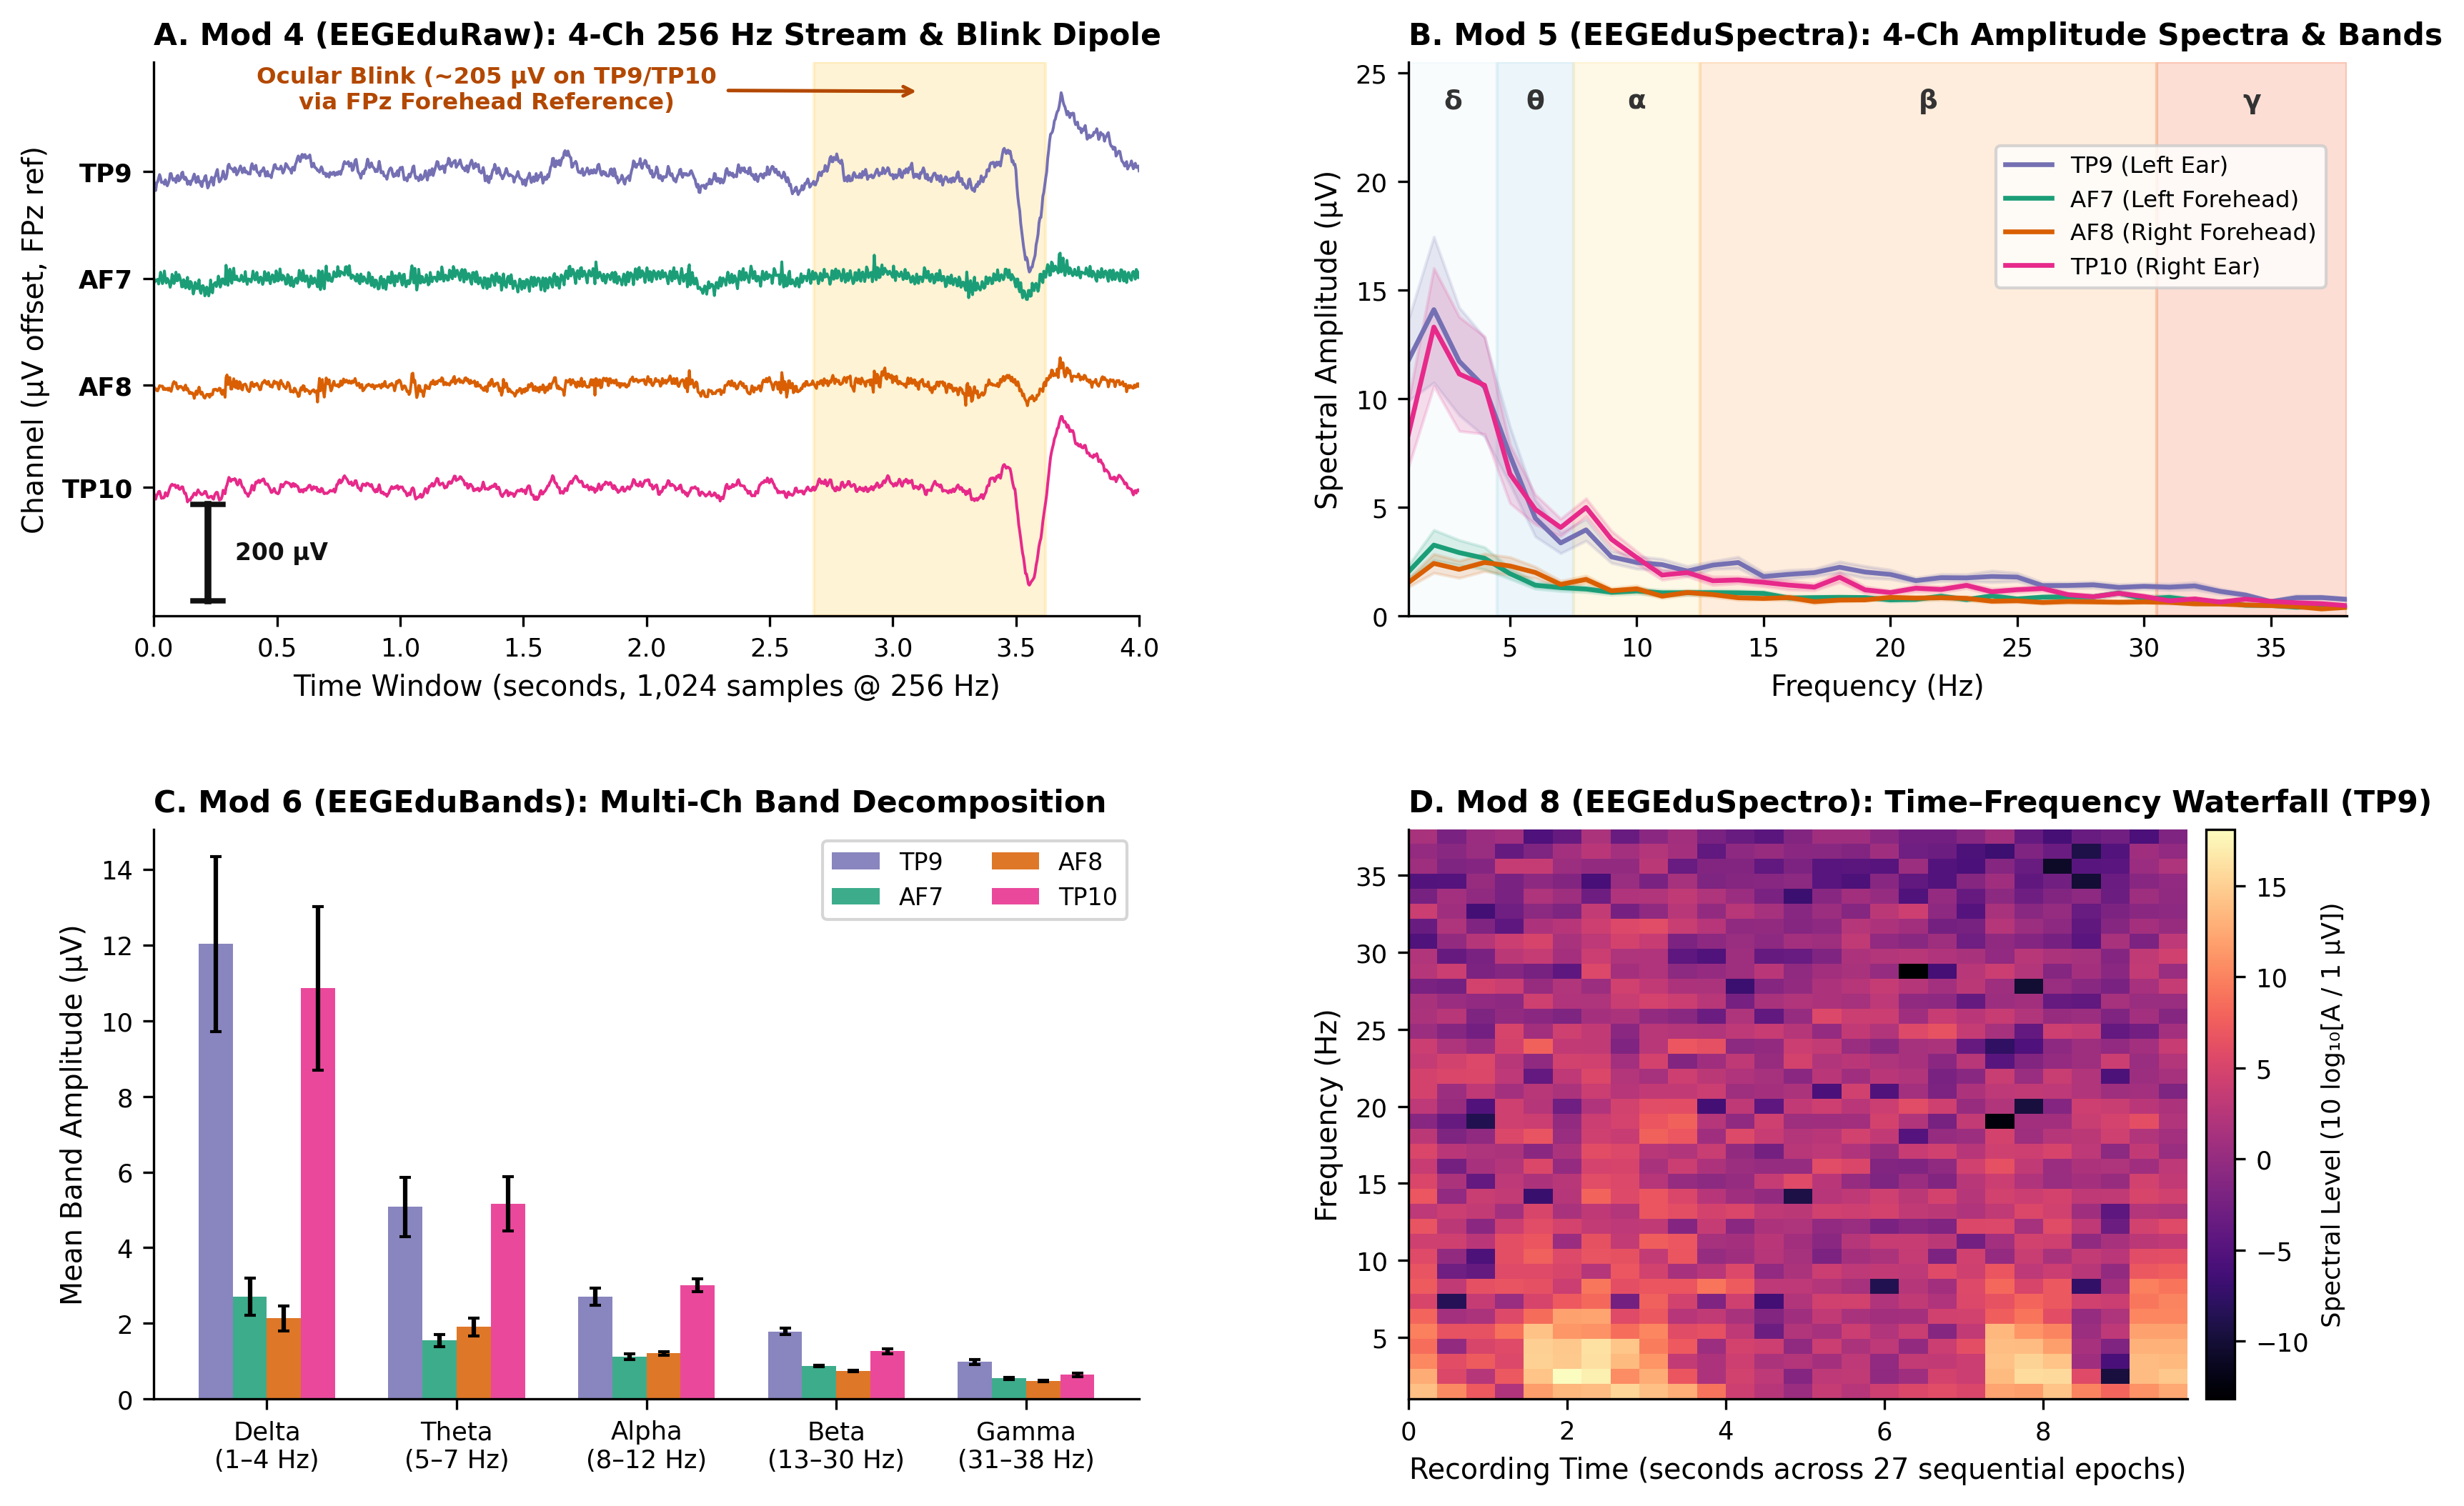 A. Mod 4 (EEGEduRaw): 4-Ch 256 Hz Stream & Blink Dipole
Ocular Blink (~205 µV on TP9/TP10
via FPz Forehead Reference)
Channel (µV offset, FPz ref)
TP9
AF7
AF8
TP10
200 µV
0.0 0.5 1.0 1.5 2.0 2.5 3.0 3.5 4.0
Time Window (seconds, 1,024 samples @ 256 Hz)
B. Mod 5 (EEGEduSpectra): 4-Ch Amplitude Spectra & Bands
δ θ α β γ
TP9 (Left Ear)
AF7 (Left Forehead)
AF8 (Right Forehead)
TP10 (Right Ear)
Spectral Amplitude (µV)
25
20
15
10
5
0
5 10 15 20 25 30 35
Frequency (Hz)
C. Mod 6 (EEGEduBands): Multi-Ch Band Decomposition
TP9 AF8
AF7 TP10
Mean Band Amplitude (µV)
14
12
10
8
6
4
2
0
Delta Theta Alpha Beta Gamma
(1–4 Hz) (5–7 Hz) (8–12 Hz) (13–30 Hz) (31–38 Hz)
D. Mod 8 (EEGEduSpectro): Time–Frequency Waterfall (TP9)
Frequency (Hz)
35
30
25
20
15
10
5
0 2 4 6 8
Recording Time (seconds across 27 sequential epochs)
15
10
5
0
−5
−10
Spectral Level (10 log₁₀[A / 1 µV])